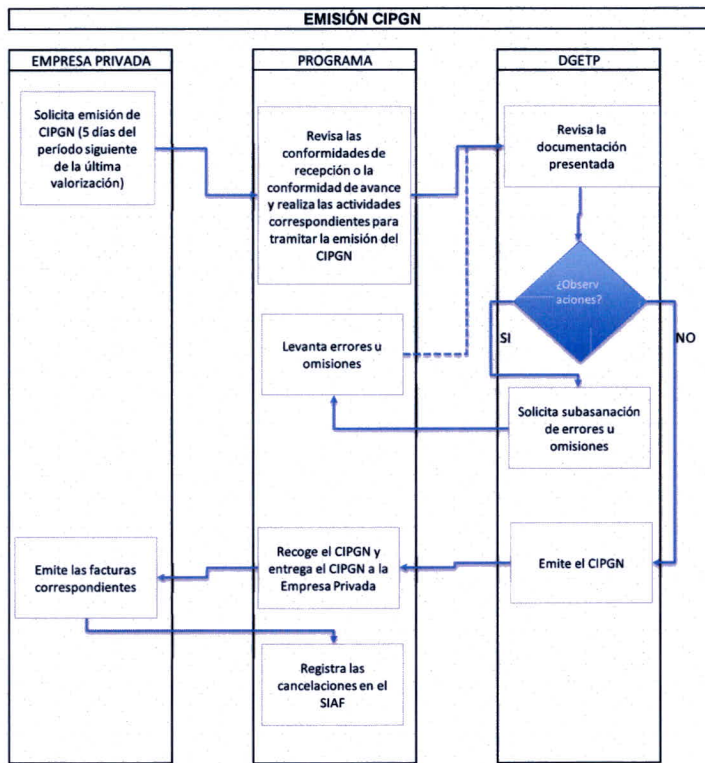 EMISIÓN CIPGN
EMPRESA PRIVADA
PROGRAMA
DGETP
Solicita emisión de
CIPGN (5 días del
período siguiente
de la última
valorización)
Revisa las
conformidades de
recepción o la
conformidad de avance
y realiza las actividades
correspondientes para
tramitar la emisión del
CIPGN
Revisa la
documentación
presentada
¿Observ
aciones?
SI
NO
Levanta errores u
omisiones
Solicita subasanación
de errores u
omisiones
Emite las facturas
correspondientes
Recoge el CIPGN y
entrega el CIPGN a la
Empresa Privada
Emite el CIPGN
Registra las
cancelaciones en el
SIAF